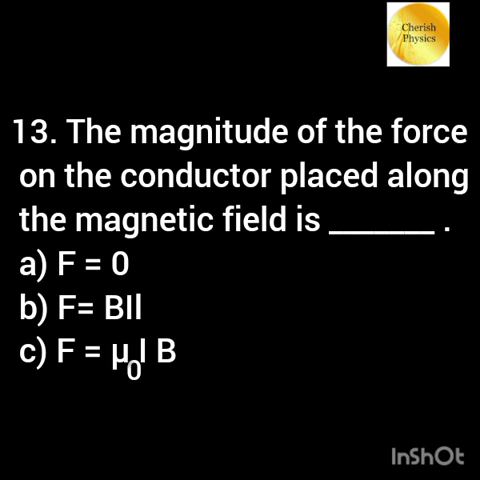 Cherish
Physics
13. The magnitude of the force
on the conductor placed along
the magnetic field is _______ .
a) F = 0
b) F= BIl
c) F = μ₀I B
InShOt